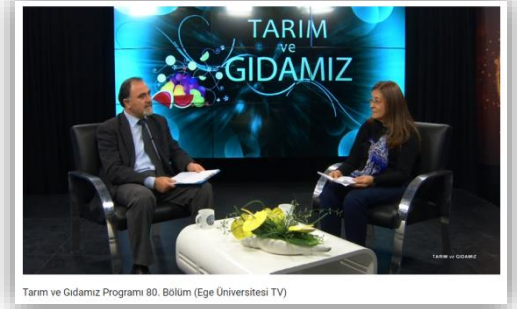 TARIM
ve
GIDAMIZ
TARIM ve GIDAMIZ
Tarım ve Gıdamız Programı 80. Bölüm (Ege Üniversitesi TV)